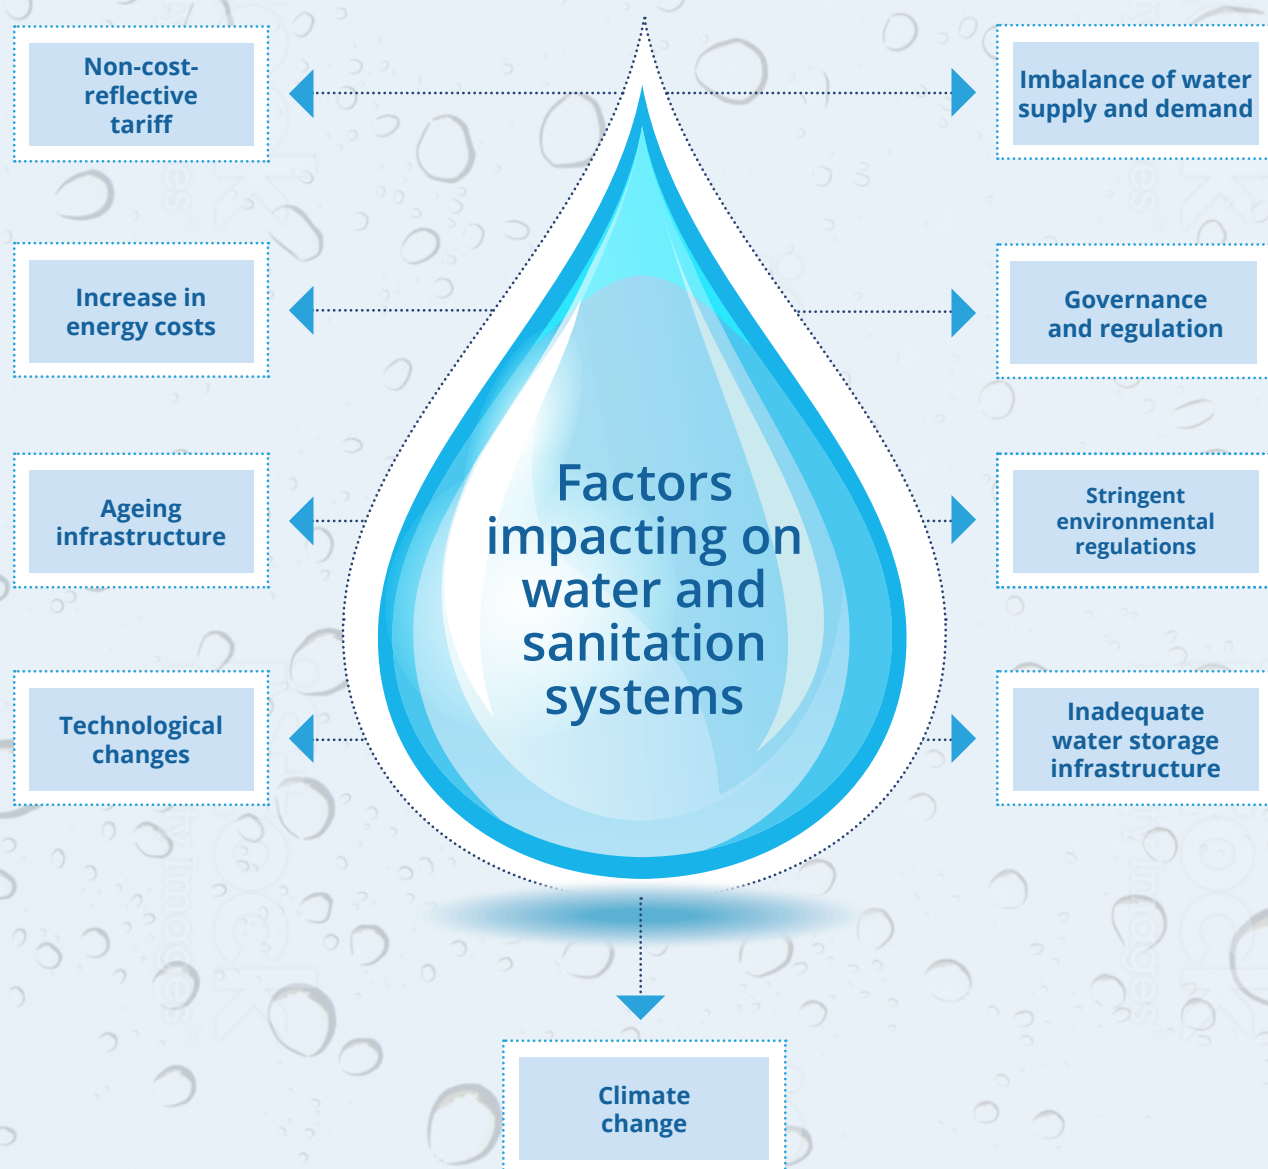 Non-cost-
reflective
tariff
Imbalance of water
supply and demand
Increase in
energy costs
Governance
and regulation
Factors
impacting on
water and
sanitation
systems
Ageing
infrastructure
Stringent
environmental
regulations
Technological
changes
Inadequate
water storage
infrastructure
Climate
change